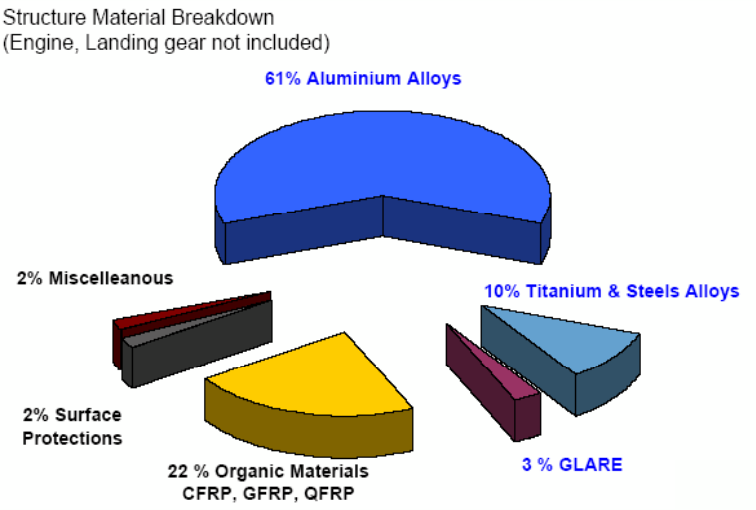 Structure Material Breakdown
(Engine, Landing gear not included)
61% Aluminium Alloys
2% Miscelleanous
10% Titanium & Steels Alloys
2% Surface
Protections
22 % Organic Materials
CFRP, GFRP, QFRP
3 % GLARE